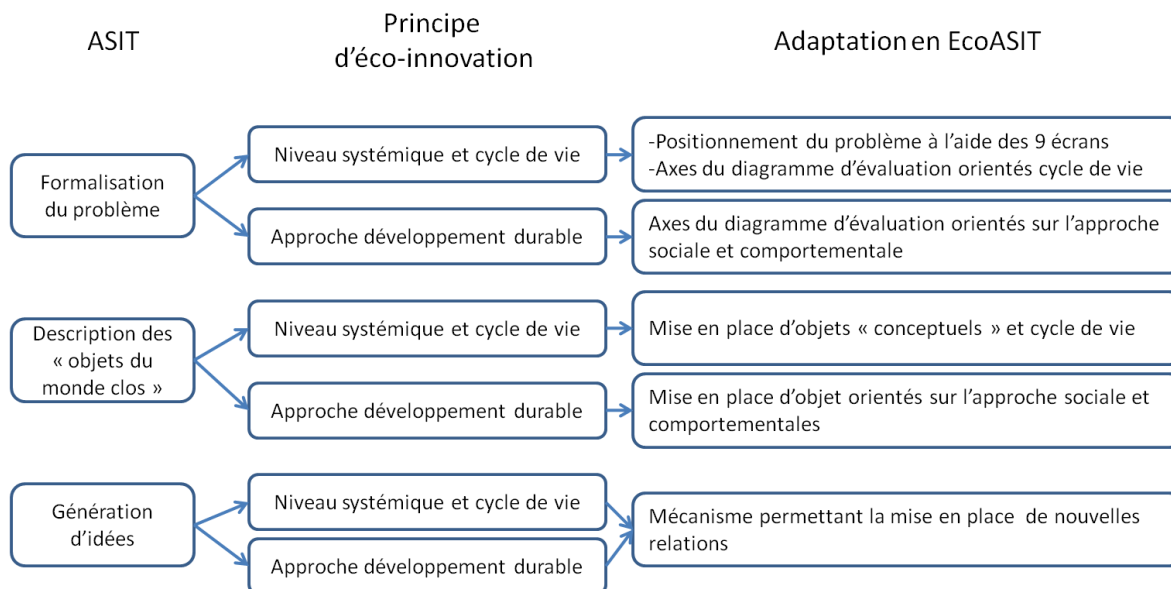 ASIT
Principe
d'éco-innovation
Adaptation en EcoASIT
Formalisation
du problème
Niveau systémique et cycle de vie
-Positionnement du problème à l'aide des 9 écrans
-Axes du diagramme d'évaluation orientés cycle de vie
Approche développement durable
Axes du diagramme d'évaluation orientés sur l'approche
sociale et comportementale
Description des
« objets du
monde clos »
Niveau systémique et cycle de vie
Mise en place d'objets « conceptuels » et cycle de vie
Approche développement durable
Mise en place d'objet orientés sur l'approche sociale et
comportementales
Génération
d'idées
Niveau systémique et cycle de vie
Approche développement durable
Mécanisme permettant la mise en place de nouvelles
relations